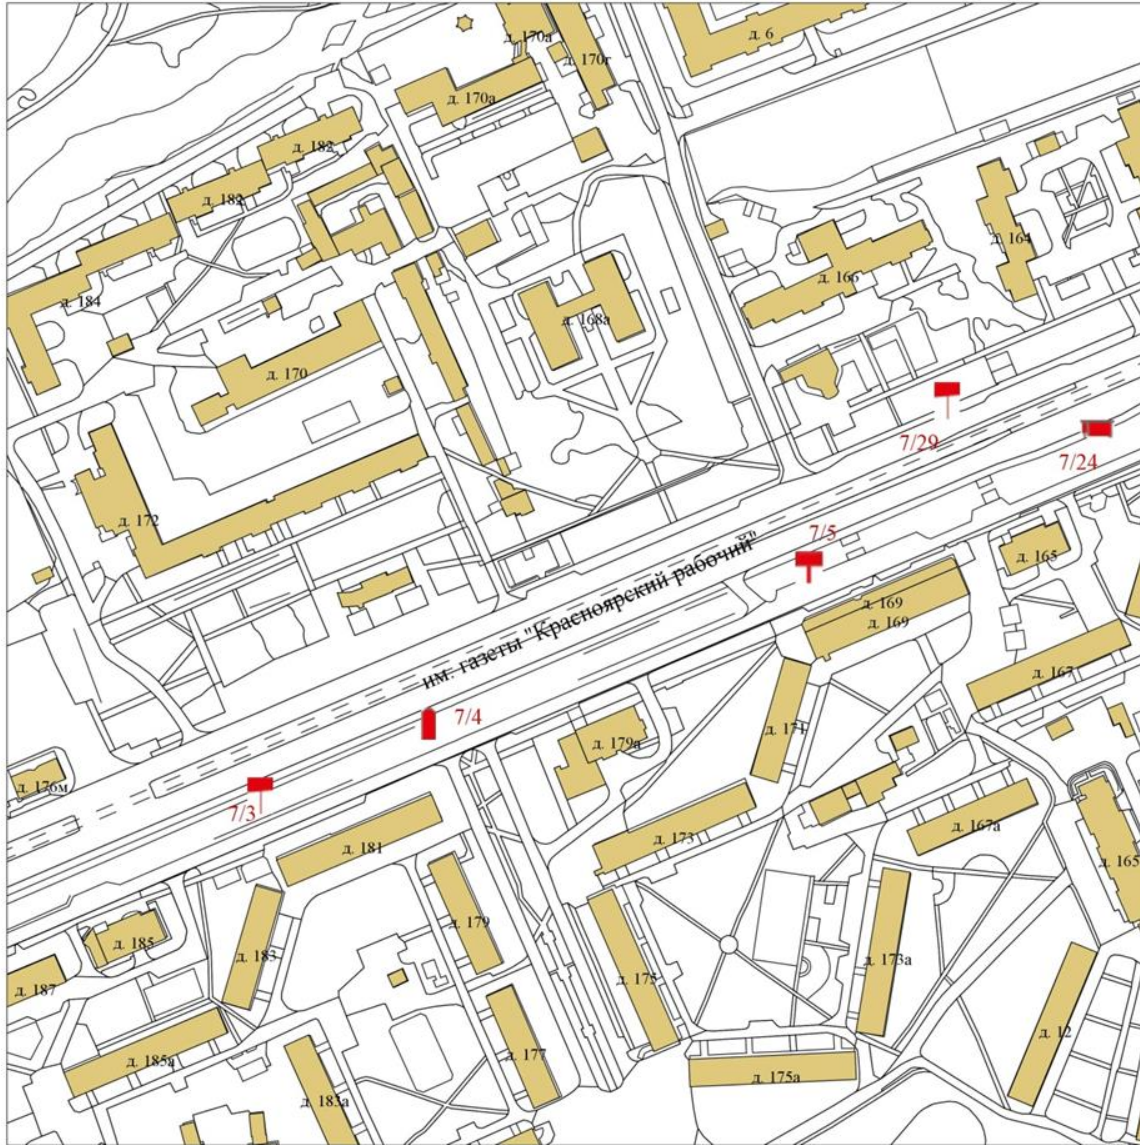 д. 170а
д. 6
д. 170г
д. 170а
д. 182
д. 182
д. 164
д. 184
д. 166
д. 168а
д. 170
7/29
7/24
д. 172
7/5
д. 165
им. газеты "Красноярский рабочий"
д. 169
д. 169
д. 167
7/4
д. 171
д. 179а
д. 176м
7/3
д. 167а
д. 173
д. 181
д. 165
д. 179
д. 185
д. 183
д. 173а
д. 175
д. 187
д. 12
д. 177
д. 185а
д. 175а
д. 183а